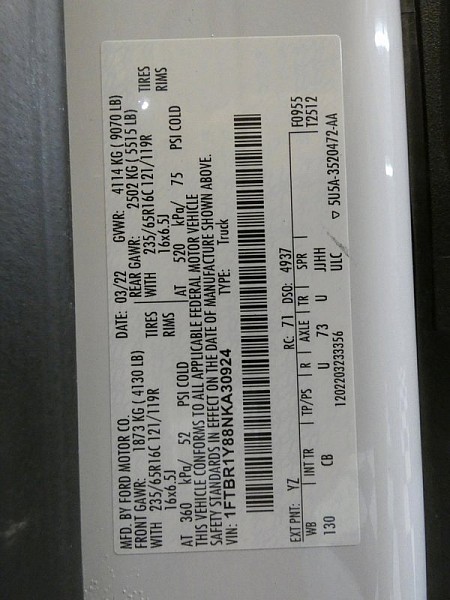 MFD. BY FORD MOTOR CO. DATE: 03/22 GVWR: 4114 KG ( 9070 LB)
FRONT GAWR: 1873 KG ( 4130 LB) REAR GAWR: 2502 KG ( 5515 LB)
WITH 235/65R16C 121/119R TIRES WITH 235/65R16C 121/119R TIRES
16x6.5J RIMS 16x6.5J RIMS
AT 360 kPa/ 52 PSI COLD AT 520 kPa/ 75 PSI COLD
THIS VEHICLE CONFORMS TO ALL APPLICABLE FEDERAL MOTOR VEHICLE
SAFETY STANDARDS IN EFFECT ON THE DATE OF MANUFACTURE SHOWN ABOVE.
VIN: 1FTBR1Y88NKA30924 TYPE: Truck
EXT PNT: YZ RC: 71 DSO: 4937 F0955
WB INT TR TP/PS R AXLE TR SPR T2512
130 CB U 73 U JJHH
1202203233356 ULC ▽ 5U5A-3520472-AA